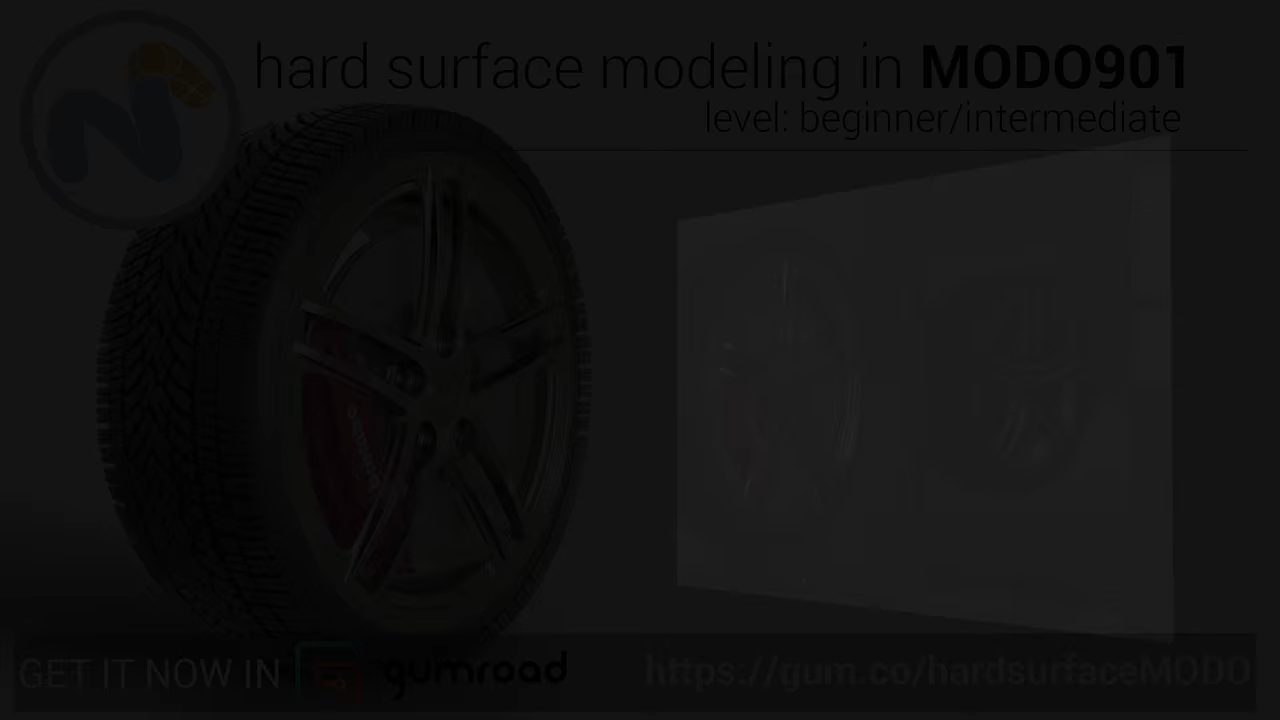 hard surface modeling in MODO901
level: beginner/intermediate
GET IT NOW IN gumroad
https://gum.co/hardsurfaceMODO